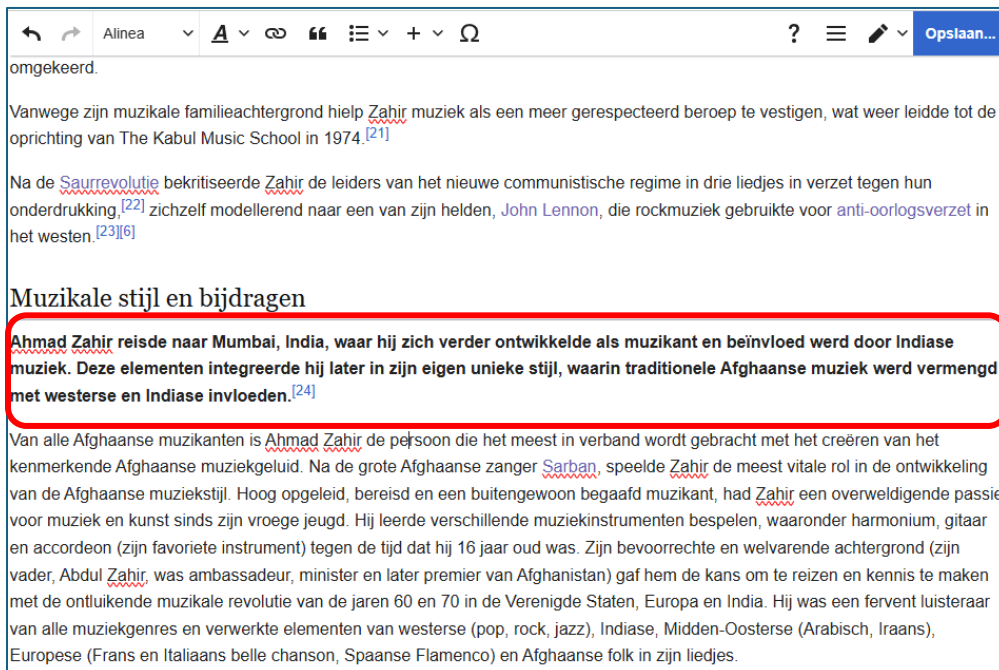 Alinea A Ω ? Opslaan...
omgekeerd.
Vanwege zijn muzikale familieachtergrond hielp Zahir muziek als een meer gerespecteerd beroep te vestigen, wat weer leidde tot de
oprichting van The Kabul Music School in 1974.[21]
Na de Saurrevolutie bekritiseerde Zahir de leiders van het nieuwe communistische regime in drie liedjes in verzet tegen hun
onderdrukking,[22] zichzelf modellerend naar een van zijn helden, John Lennon, die rockmuziek gebruikte voor anti-oorlogsverzet in
het westen.[23][6]
Muzikale stijl en bijdragen
Ahmad Zahir reisde naar Mumbai, India, waar hij zich verder ontwikkelde als muzikant en beïnvloed werd door Indiase
muziek. Deze elementen integreerde hij later in zijn eigen unieke stijl, waarin traditionele Afghaanse muziek werd vermengd
met westerse en Indiase invloeden.[24]
Van alle Afghaanse muzikanten is Ahmad Zahir de persoon die het meest in verband wordt gebracht met het creëren van het
kenmerkende Afghaanse muziekgeluid. Na de grote Afghaanse zanger Sarban, speelde Zahir de meest vitale rol in de ontwikkeling
van de Afghaanse muziekstijl. Hoog opgeleid, bereisd en een buitengewoon begaafd muzikant, had Zahir een overweldigende passie
voor muziek en kunst sinds zijn vroege jeugd. Hij leerde verschillende muziekinstrumenten bespelen, waaronder harmonium, gitaar
en accordeon (zijn favoriete instrument) tegen de tijd dat hij 16 jaar oud was. Zijn bevoorrechte en welvarende achtergrond (zijn
vader, Abdul Zahir, was ambassadeur, minister en later premier van Afghanistan) gaf hem de kans om te reizen en kennis te maken
met de ontluikende muzikale revolutie van de jaren 60 en 70 in de Verenigde Staten, Europa en India. Hij was een fervent luisteraar
van alle muziekgenres en verwerkte elementen van westerse (pop, rock, jazz), Indiase, Midden-Oosterse (Arabisch, Iraans),
Europese (Frans en Italiaans belle chanson, Spaanse Flamenco) en Afghaanse folk in zijn liedjes.